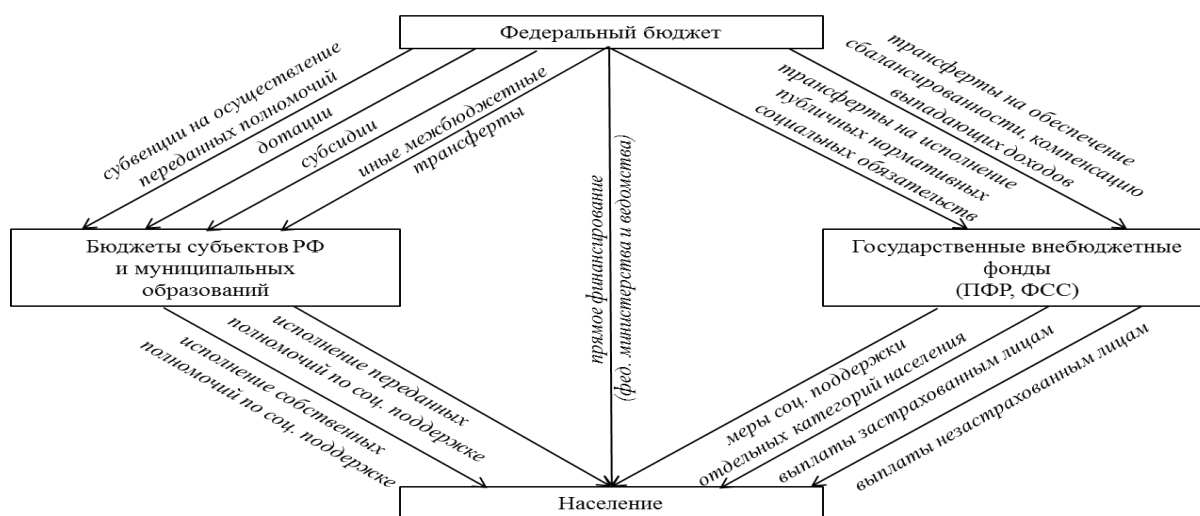 Федеральный бюджет
субвенции на осуществление
переданных полномочий
дотации
субсидии
иные межбюджетные
трансферты
прямое финансирование
(фед. министерства и ведомства)
трансферты на исполнение
публичных нормативных
социальных обязательств
трансферты на обеспечение
сбалансированности, компенсацию
выпадающих доходов
Бюджеты субъектов РФ
и муниципальных
образований
Государственные внебюджетные
фонды
(ПФР, ФСС)
исполнение собственных
полномочий по соц. поддержке
исполнение переданных
полномочий по соц. поддержке
меры соц. поддержки
отдельных категорий населения
выплаты застрахованным лицам
выплаты незастрахованным лицам
Население